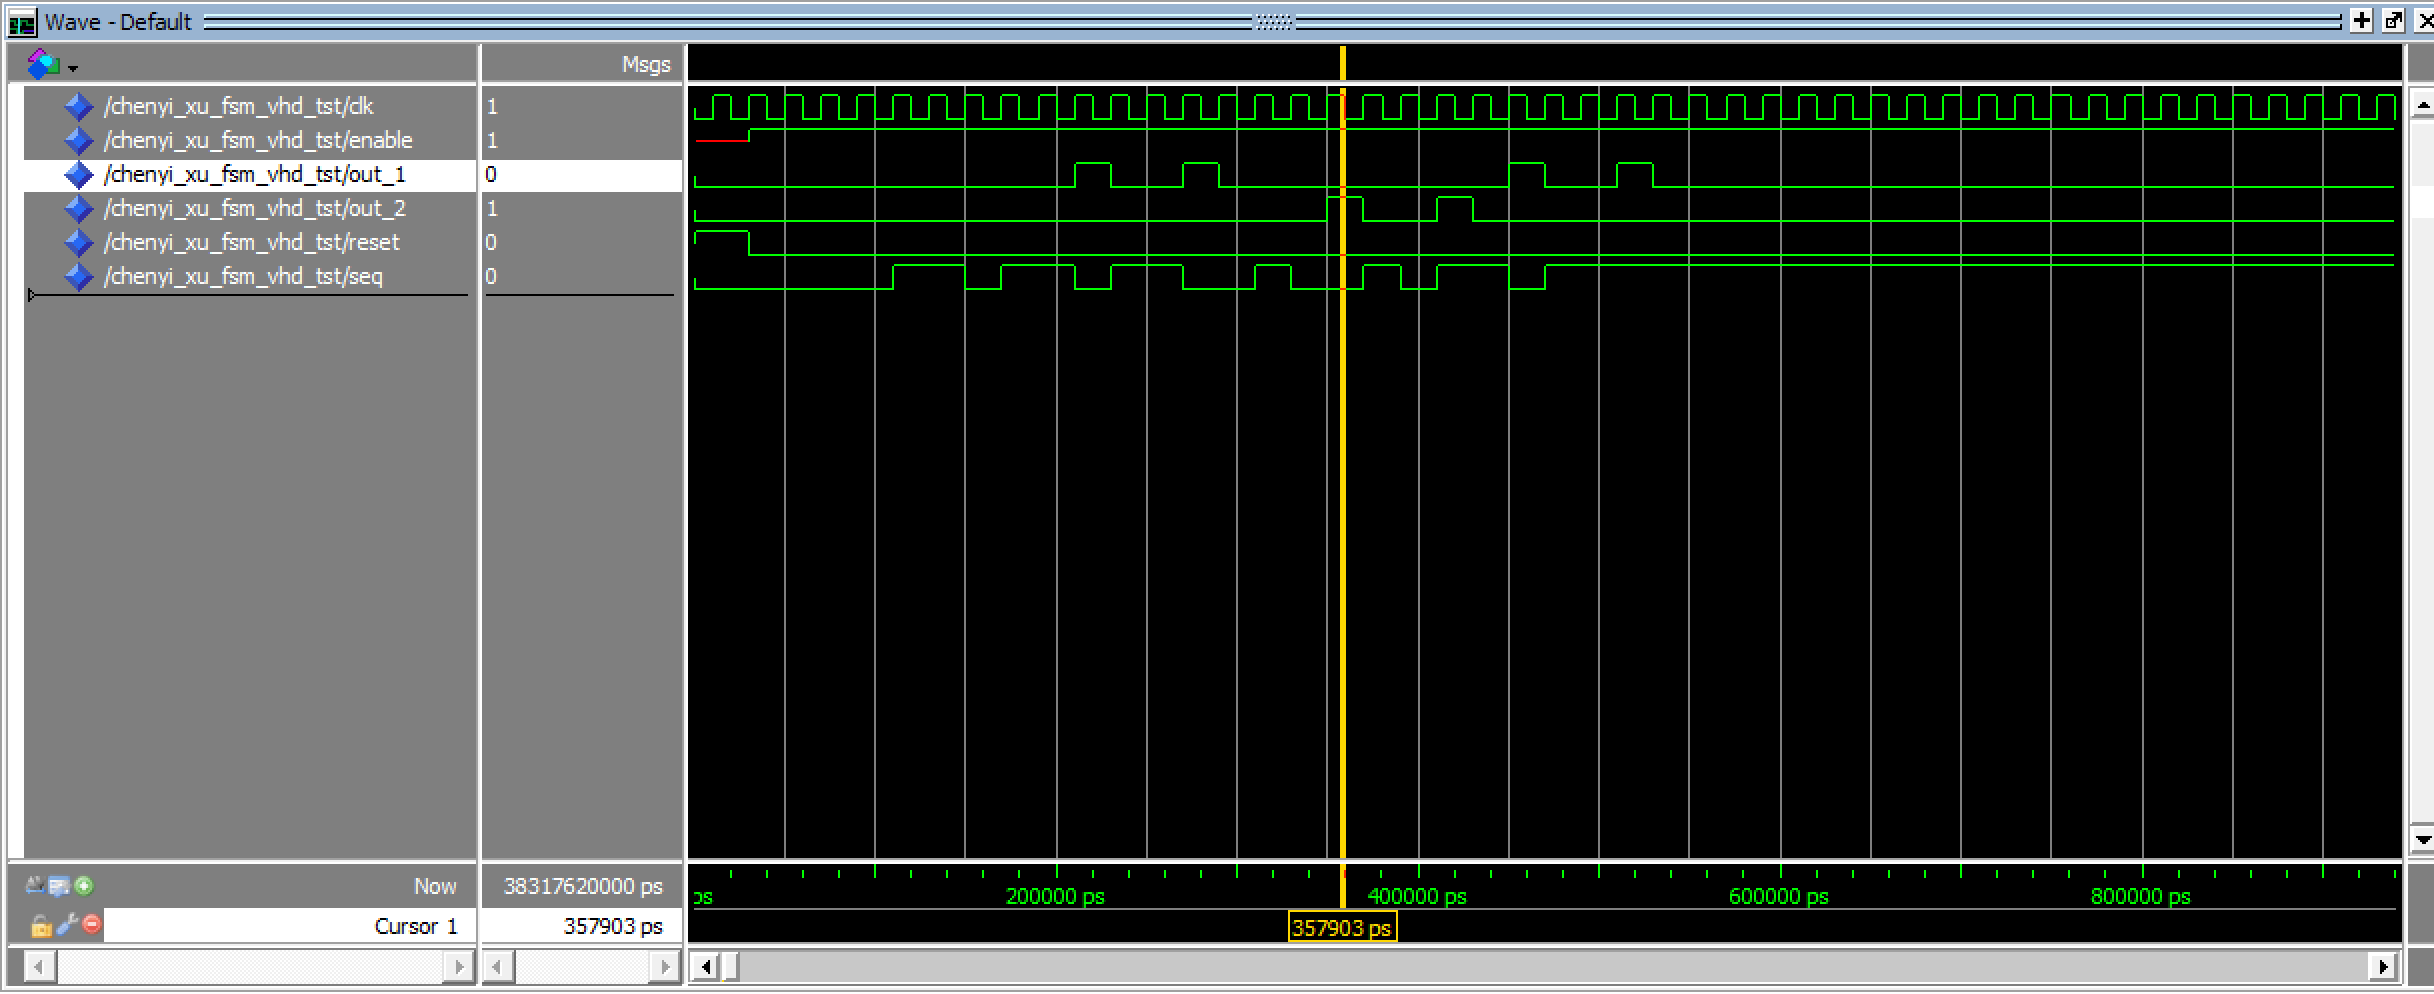 Wave - Default
Msgs
/chenyi_xu_fsm_vhd_tst/clk 1
/chenyi_xu_fsm_vhd_tst/enable 1
/chenyi_xu_fsm_vhd_tst/out_1 0
/chenyi_xu_fsm_vhd_tst/out_2 1
/chenyi_xu_fsm_vhd_tst/reset 0
/chenyi_xu_fsm_vhd_tst/seq 0
Now 38317620000 ps ps 200000 ps 400000 ps 600000 ps 800000 ps
Cursor 1 357903 ps 357903 ps